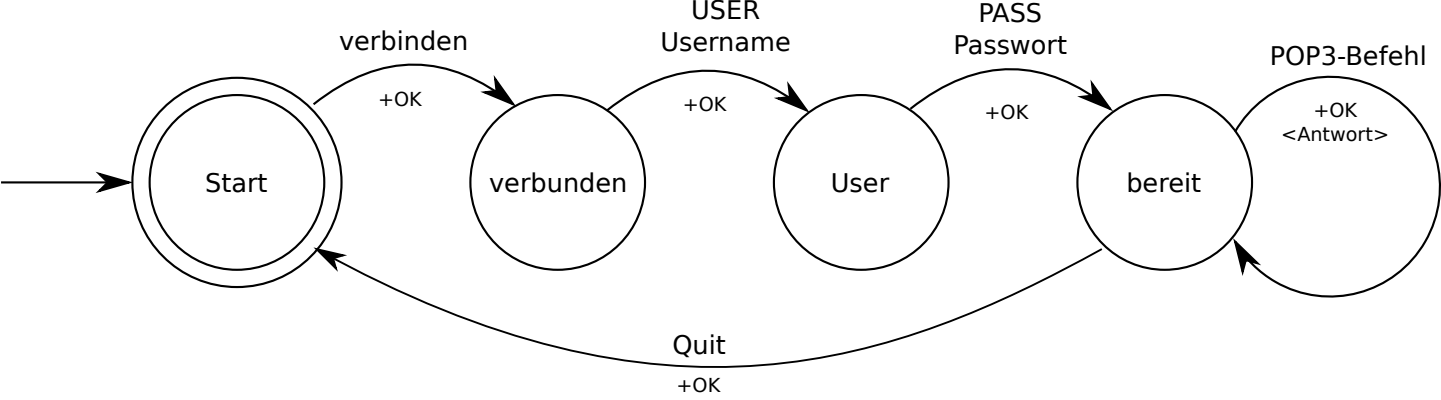 verbinden
+OK
USER
Username
+OK
PASS
Passwort
+OK
POP3-Befehl
+OK
<Antwort>
Start
verbunden
User
bereit
Quit
+OK